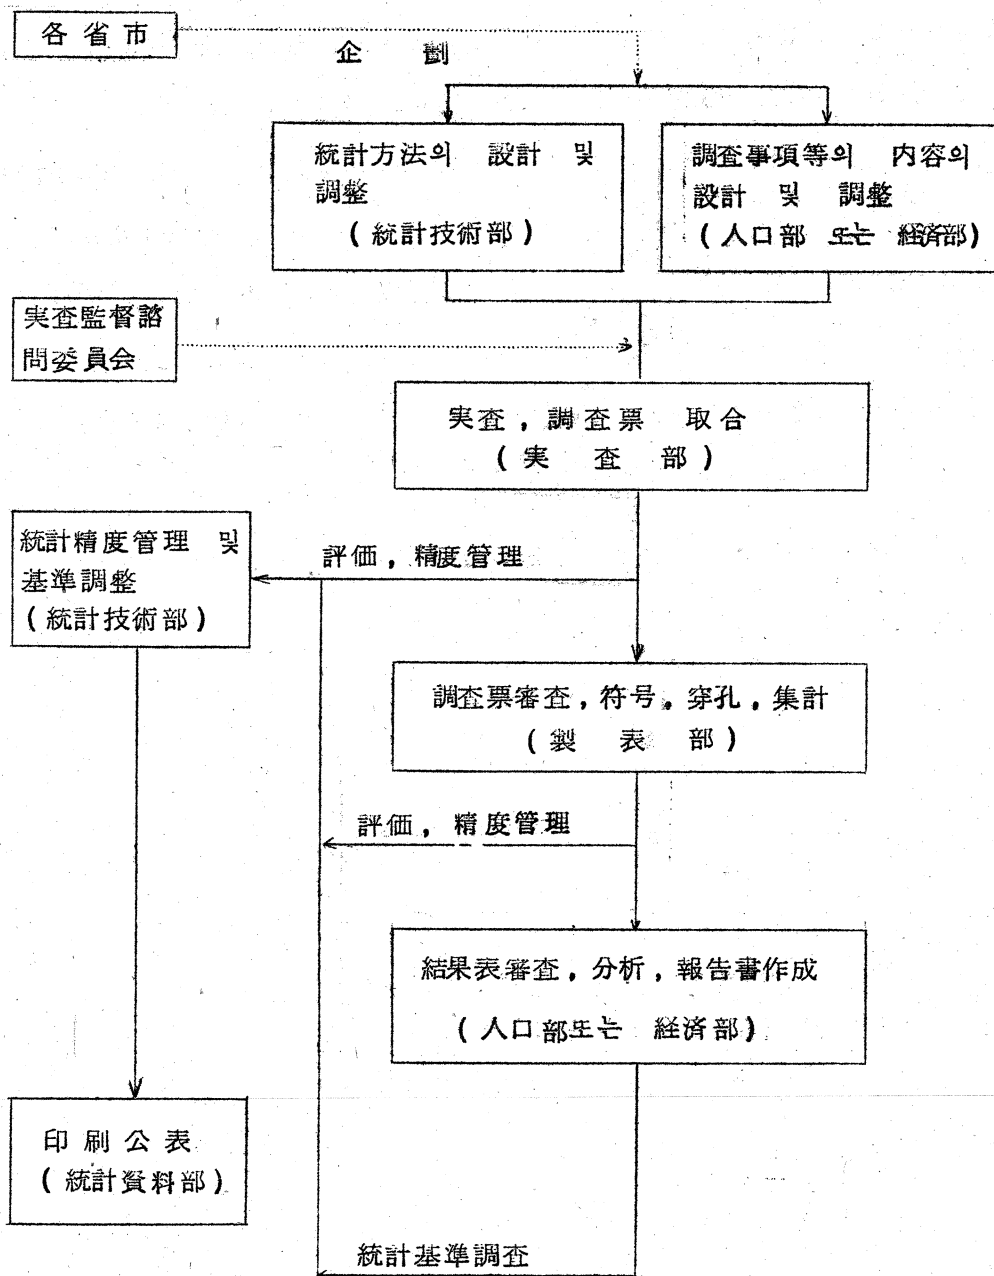 各省市
企劃
統計方法의 設計 및
調整
(統計技術部)
調査事項等의 内容의
設計 및 調整
(人口部 또는 経済部)
実査監督諮
問委員会
実査,調査票 取合
(実査部)
統計精度管理 및
基準調整
(統計技術部)
評価,精度管理
調査票審査,符号,穿孔,集計
(製表部)
評価,精度管理
結果表審査,分析,報告書作成
(人口部또는 経済部)
印刷公表
(統計資料部)
統計基準調査